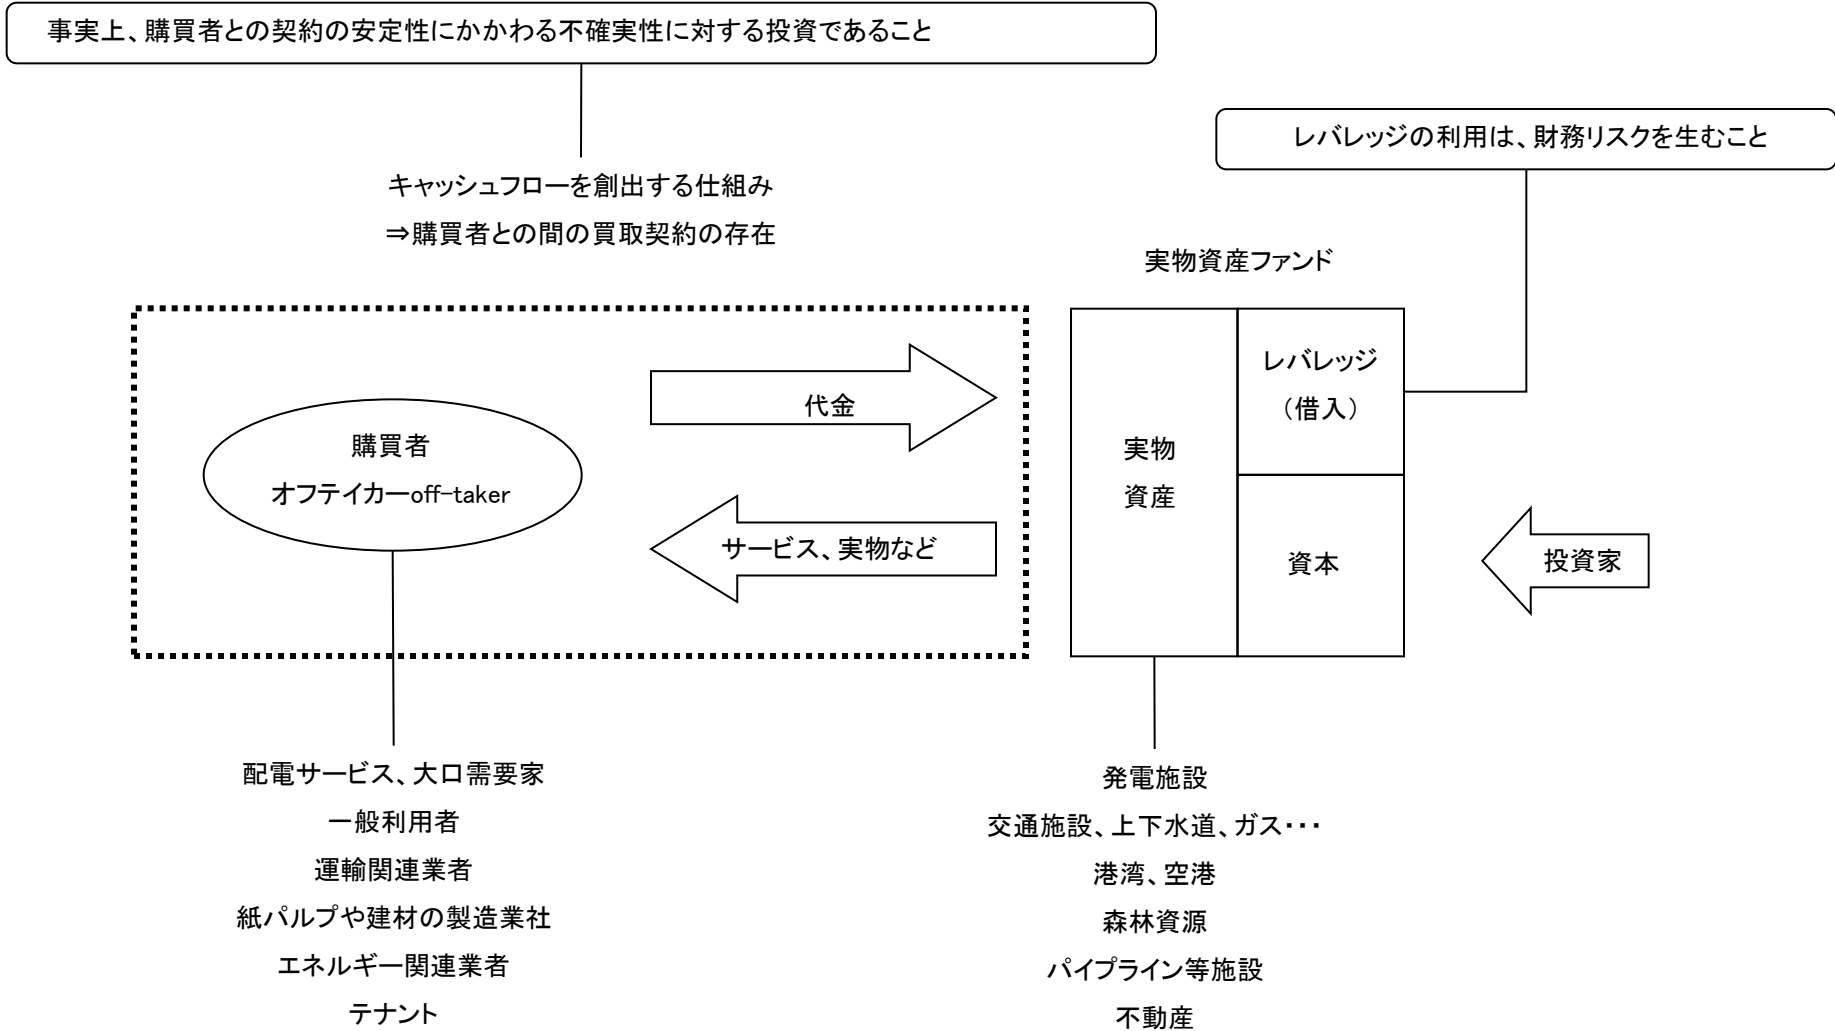 事実上、購買者との契約の安定性にかかわる不確実性に対する投資であること
レバレッジの利用は、財務リスクを生むこと
キャッシュフローを創出する仕組み
⇒購買者との間の買取契約の存在
実物資産ファンド
代金
購買者
オフテイカーoff-taker
サービス、実物など
実物
資産
レバレッジ
（借入）
資本
投資家
配電サービス、大口需要家
一般利用者
運輸関連業者
紙パルプや建材の製造業社
エネルギー関連業者
テナント
発電施設
交通施設、上下水道、ガス・・・
港湾、空港
森林資源
パイプライン等施設
不動産